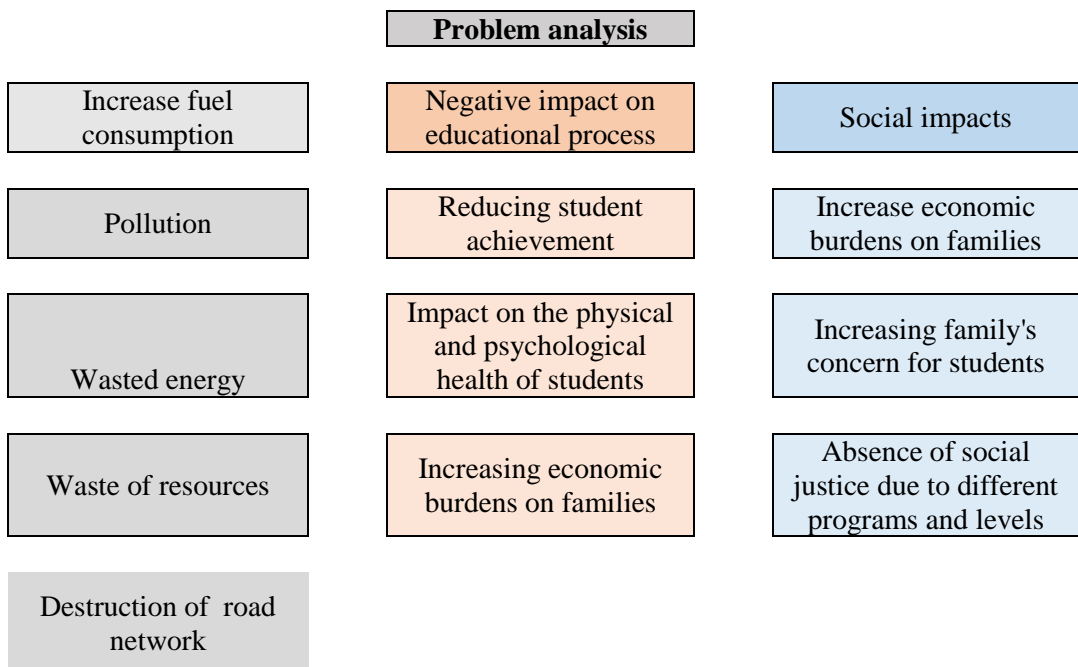 Problem analysis
Increase fuel
consumption
Negative impact on
educational process
Social impacts
Pollution
Reducing student
achievement
Increase economic
burdens on families
Wasted energy
Impact on the physical
and psychological
health of students
Increasing family's
concern for students
Waste of resources
Increasing economic
burdens on families
Absence of social
justice due to different
programs and levels
Destruction of road
network